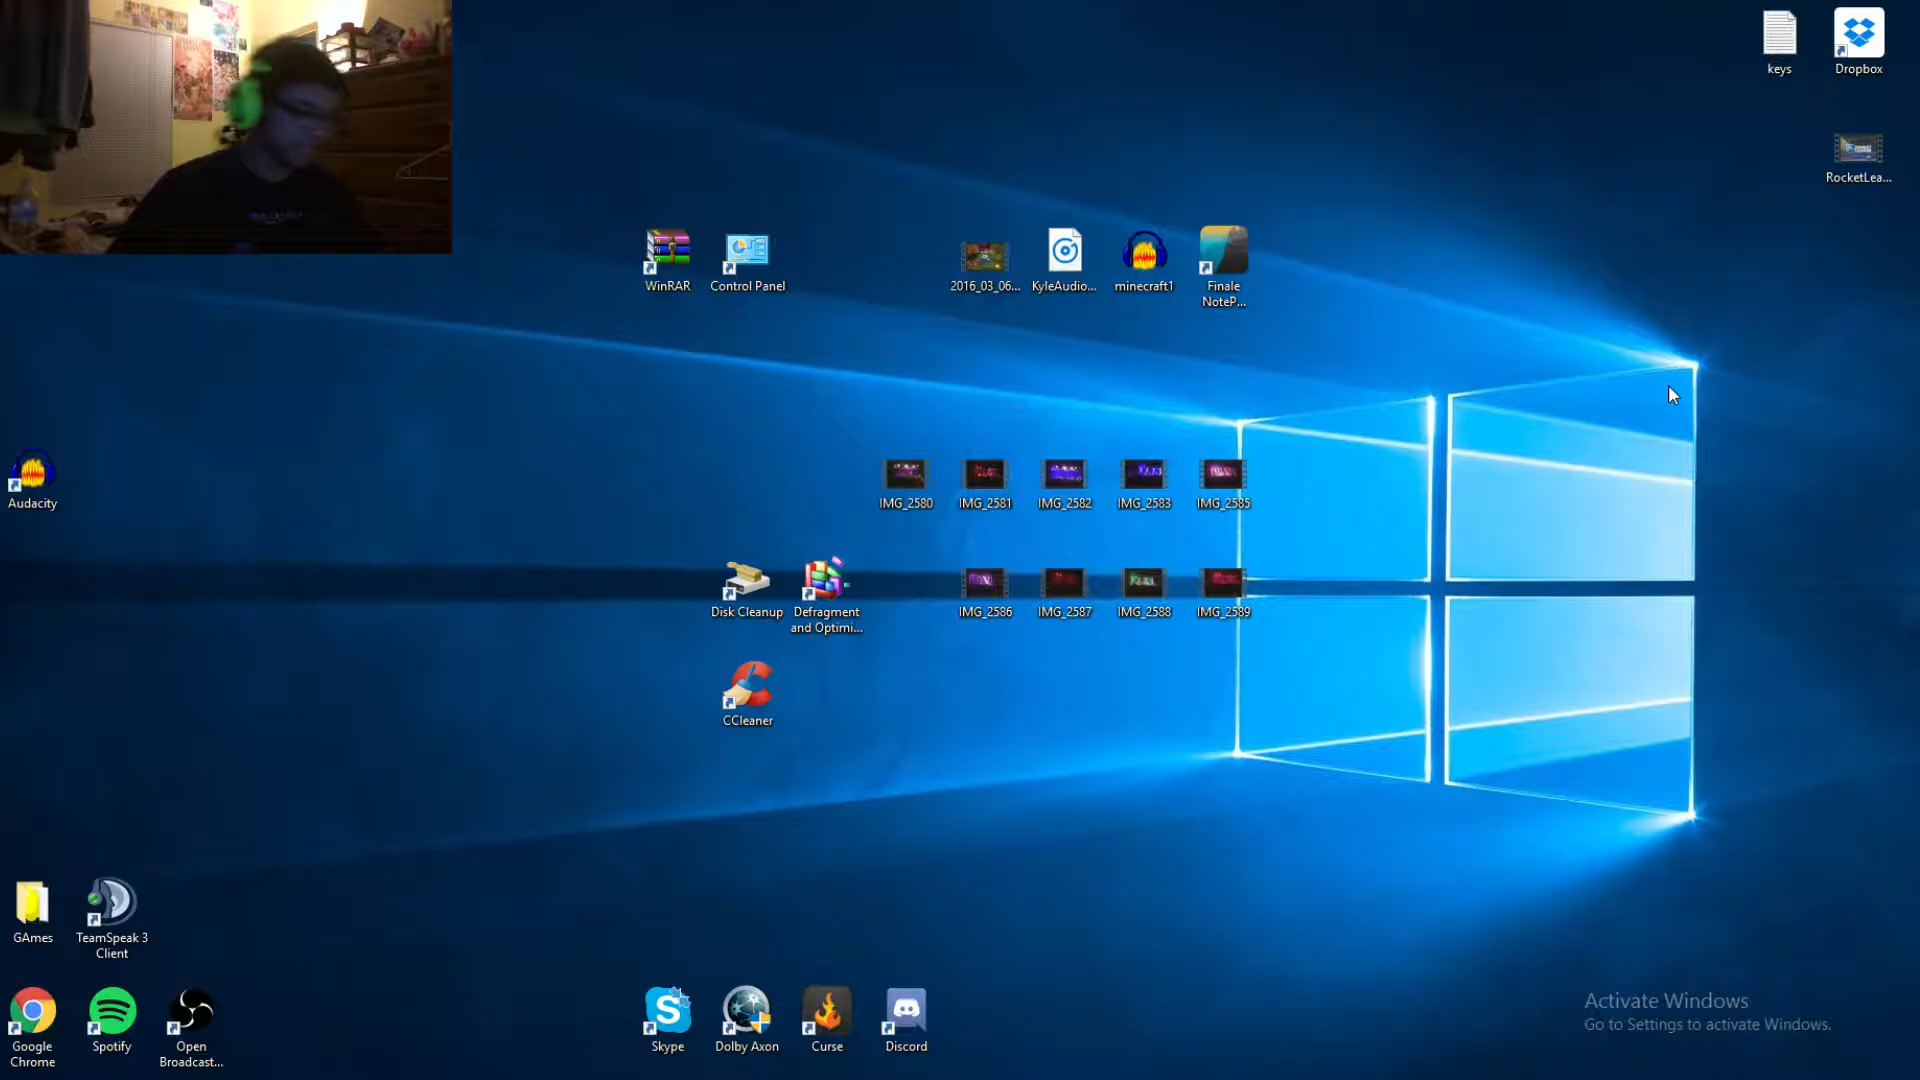 keys
Dropbox
RocketLea...
WinRAR
Control Panel
2016_03_06...
KyleAudio...
minecraft1
Finale
NoteP...
Audacity
IMG_2580
IMG_2581
IMG_2582
IMG_2583
IMG_2585
Disk Cleanup
Defragment
and Optimi...
IMG_2586
IMG_2587
IMG_2588
IMG_2589
CCleaner
GAmes
TeamSpeak 3
Client
Google
Chrome
Spotify
Open
Broadcast...
Skype
Dolby Axon
Curse
Discord
Activate Windows
Go to Settings to activate Windows.